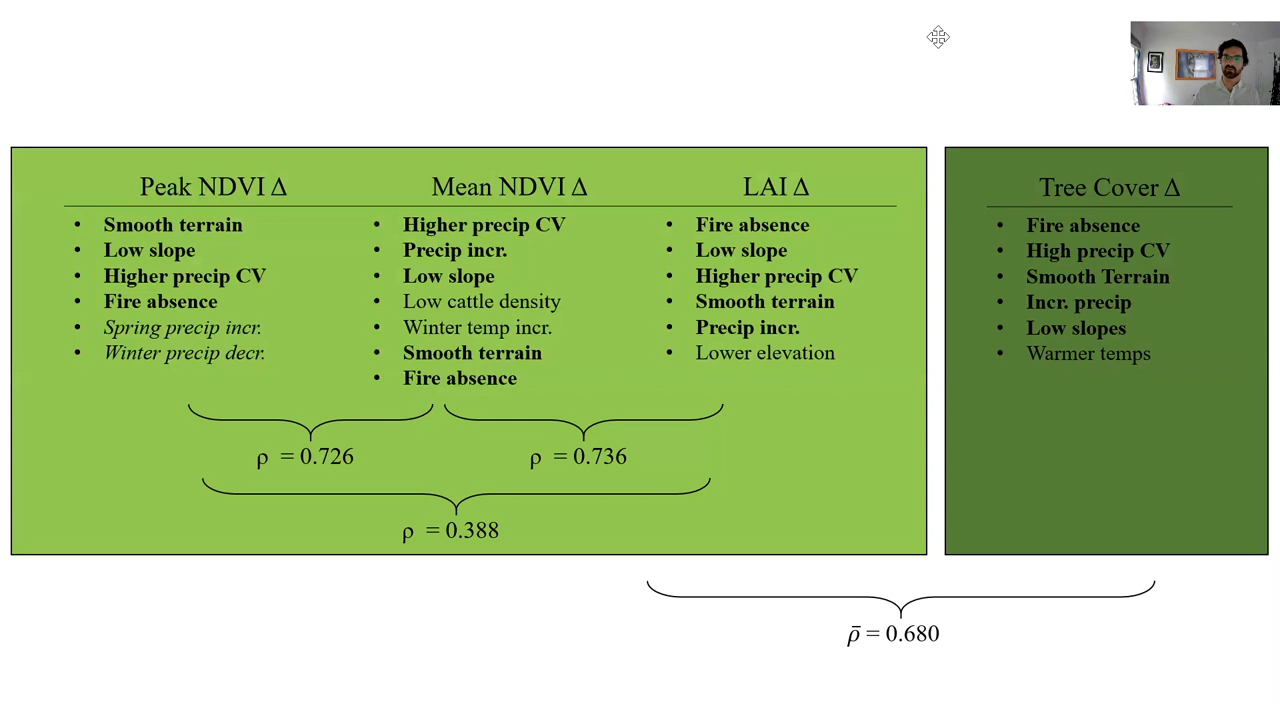 Peak NDVI Δ
• Smooth terrain
• Low slope
• Higher precip CV
• Fire absence
• Spring precip incr.
• Winter precip decr.
Mean NDVI Δ
• Higher precip CV
• Precip incr.
• Low slope
• Low cattle density
• Winter temp incr.
• Smooth terrain
• Fire absence
LAI Δ
• Fire absence
• Low slope
• Higher precip CV
• Smooth terrain
• Precip incr.
• Lower elevation
ρ = 0.726
ρ = 0.736
ρ = 0.388
Tree Cover Δ
• Fire absence
• High precip CV
• Smooth Terrain
• Incr. precip
• Low slopes
• Warmer temps
ρ̄ = 0.680